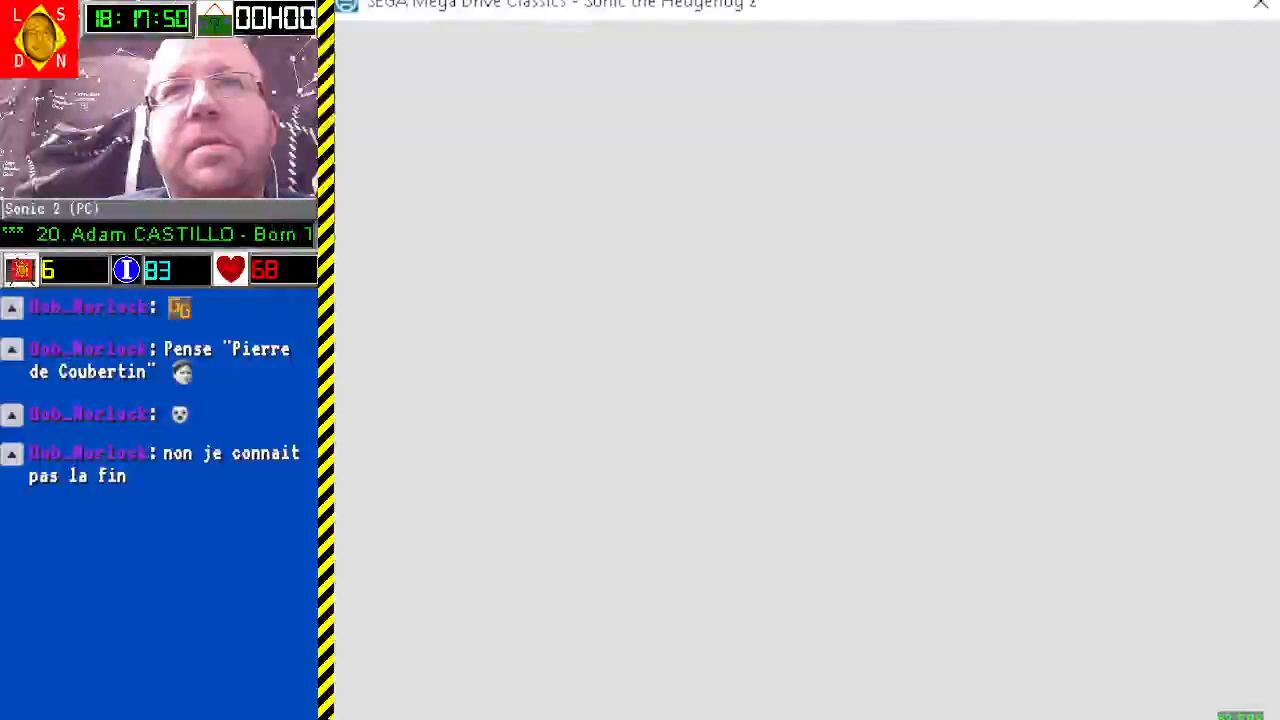 L S
D N
18:17:50
00H00
SEGA Mega Drive Classics - Sonic the Hedgehog 2
Sonic 2 (PC)
*** 20. Adam CASTILLO - Born
6
I
83
68
GG
Pense "Pierre
de Coubertin"
non je connait
pas la fin